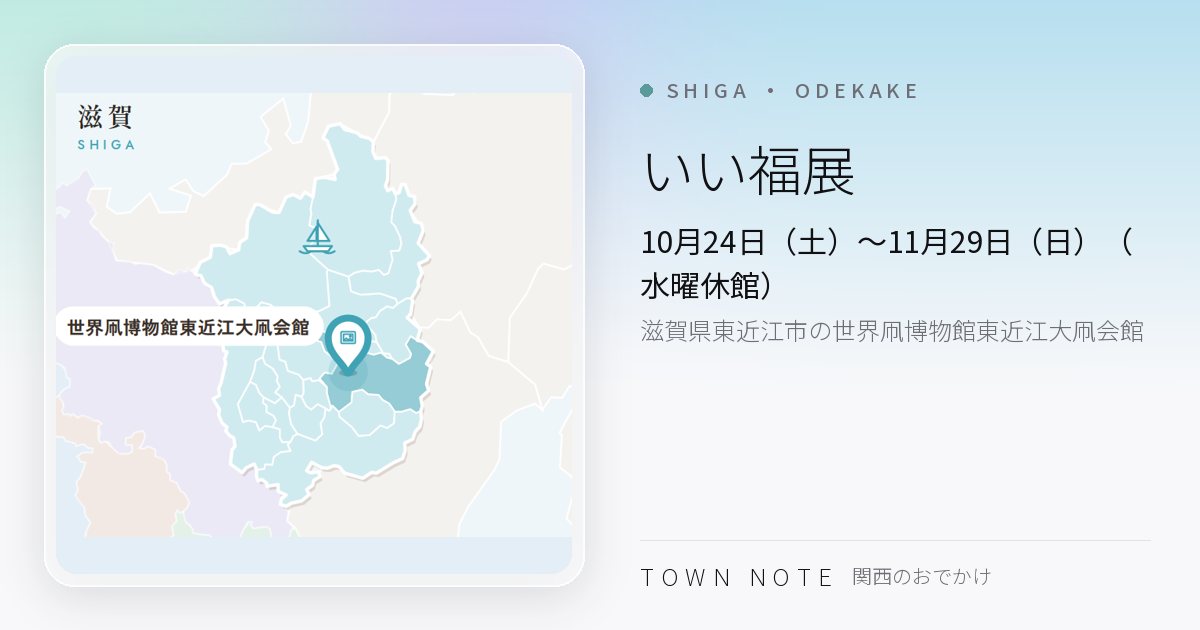 滋賀
SHIGA
世界凧博物館東近江大凧会館
SHIGA ・ ODEKAKE
いい福展
10月24日（土）〜11月29日（日）（
水曜休館）
滋賀県東近江市の世界凧博物館東近江大凧会館
TOWN NOTE 関西のおでかけ